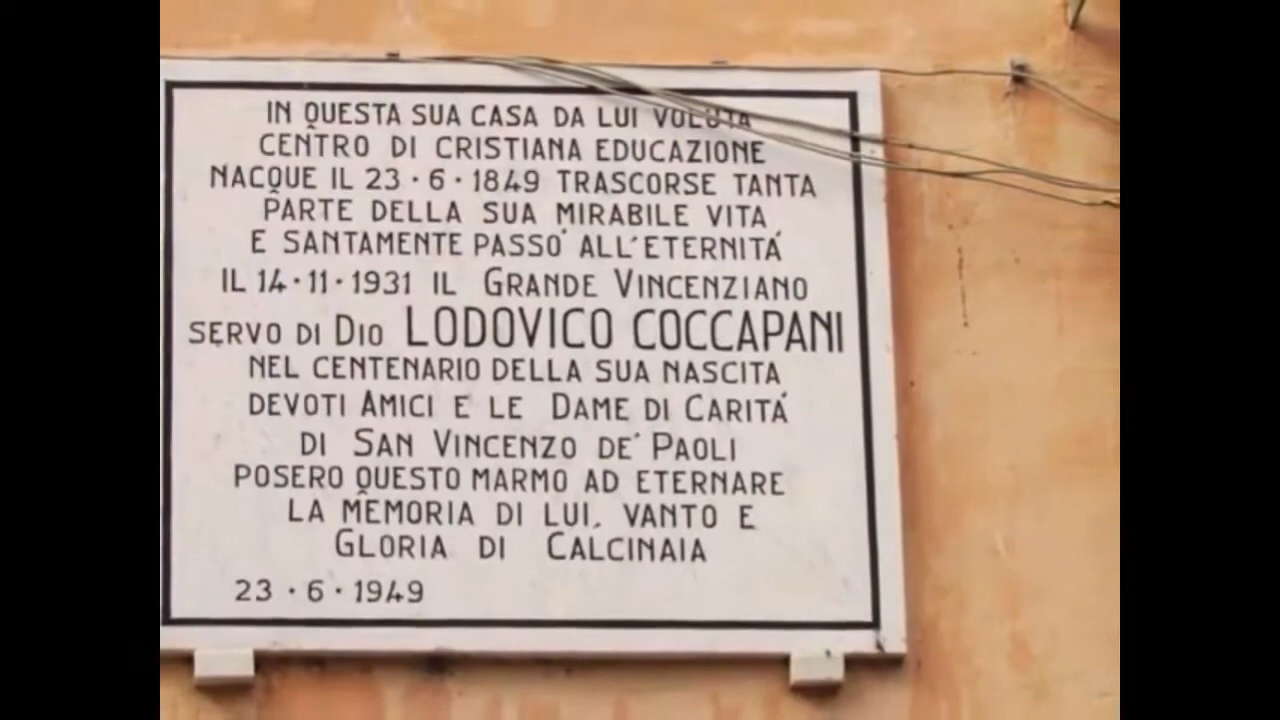 IN QUESTA SUA CASA DA LUI VOLUTA
CENTRO DI CRISTIANA EDUCAZIONE
NACQUE IL 23·6·1849 TRASCORSE TANTA
PARTE DELLA SUA MIRABILE VITA
E SANTAMENTE PASSO´ ALL'ETERNITÁ
IL 14·11·1931 IL GRANDE VINCENZIANO
SERVO DI DIO LODOVICO COCCAPANI
NEL CENTENARIO DELLA SUA NASCITA
DEVOTI AMICI E LE DAME DI CARITÁ
DI SAN VINCENZO DE' PAOLI
POSERO QUESTO MARMO AD ETERNARE
LA MEMORIA DI LUI, VANTO E
GLORIA DI CALCINAIA
23·6·1949